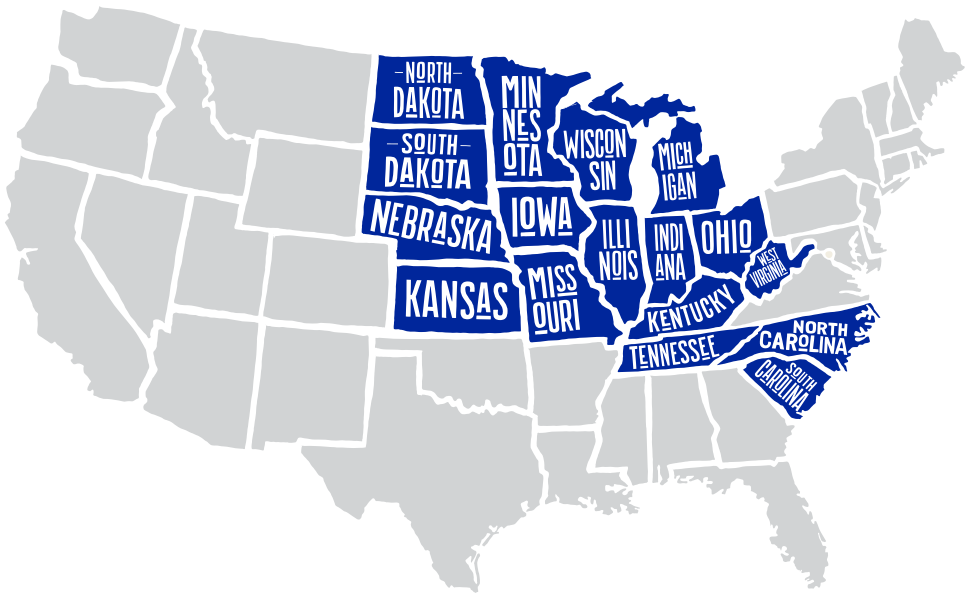 NORTH
DAKOTA
MIN
NES
OTA
SOUTH
DAKOTA
WISCON
SIN
MICH
IGAN
NEBRASKA
IOWA
ILLI
NOIS
INDI
ANA
OHIO
WEST
VIRGINIA
KANSAS
MISS
OURI
KENTUCKY
TENNESSEE
NORTH
CAROLINA
SOUTH
CAROLINA